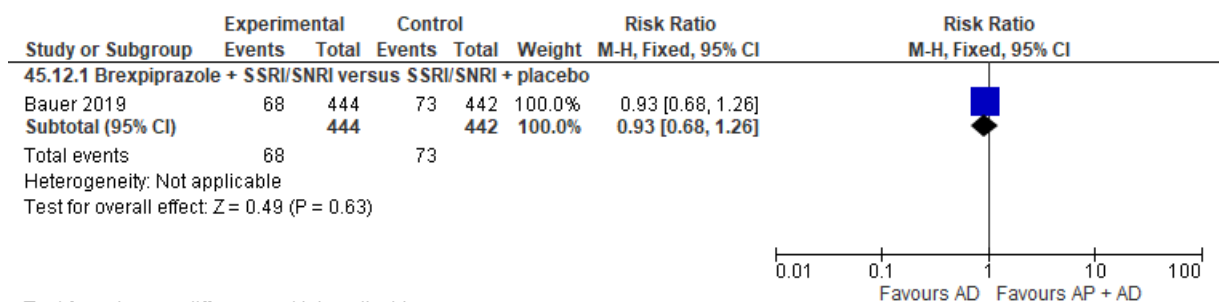 Experimental Control Risk Ratio Risk Ratio
Study or Subgroup Events Total Events Total Weight M-H, Fixed, 95% CI M-H, Fixed, 95% CI
45.12.1 Brexpiprazole + SSRI/SNRI versus SSRI/SNRI + placebo
Bauer 2019 68 444 73 442 100.0% 0.93 [0.68, 1.26]
Subtotal (95% CI) 444 442 100.0% 0.93 [0.68, 1.26]
Total events 68 73
Heterogeneity: Not applicable
Test for overall effect: Z = 0.49 (P = 0.63)
0.01 0.1 1 10 100
Favours AD Favours AP + AD